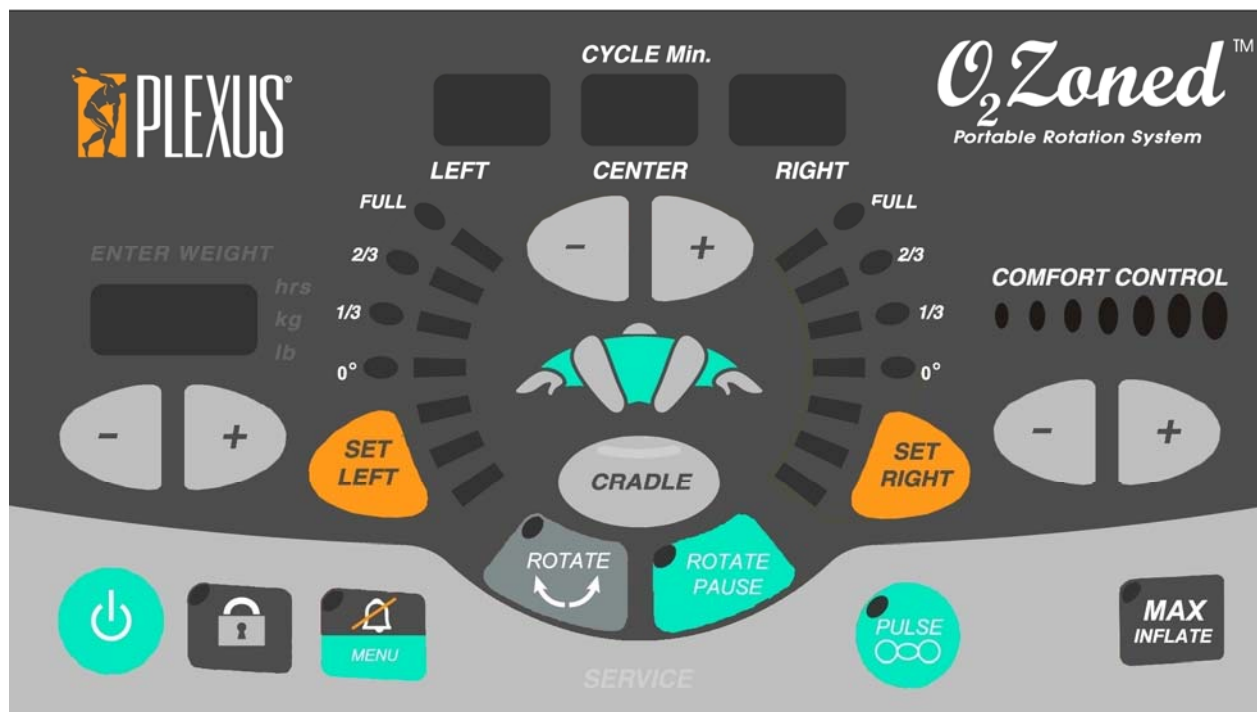 PLEXUS®
CYCLE Min.
O2Zoned™
Portable Rotation System
LEFT
CENTER
RIGHT
FULL
2/3
1/3
0°
- +
FULL
2/3
1/3
0°
ENTER WEIGHT
hrs
kg
lb
- +
COMFORT CONTROL
- +
SET
LEFT
CRADLE
SET
RIGHT
ROTATE
ROTATE
PAUSE
MENU
PULSE
MAX
INFLATE
SERVICE